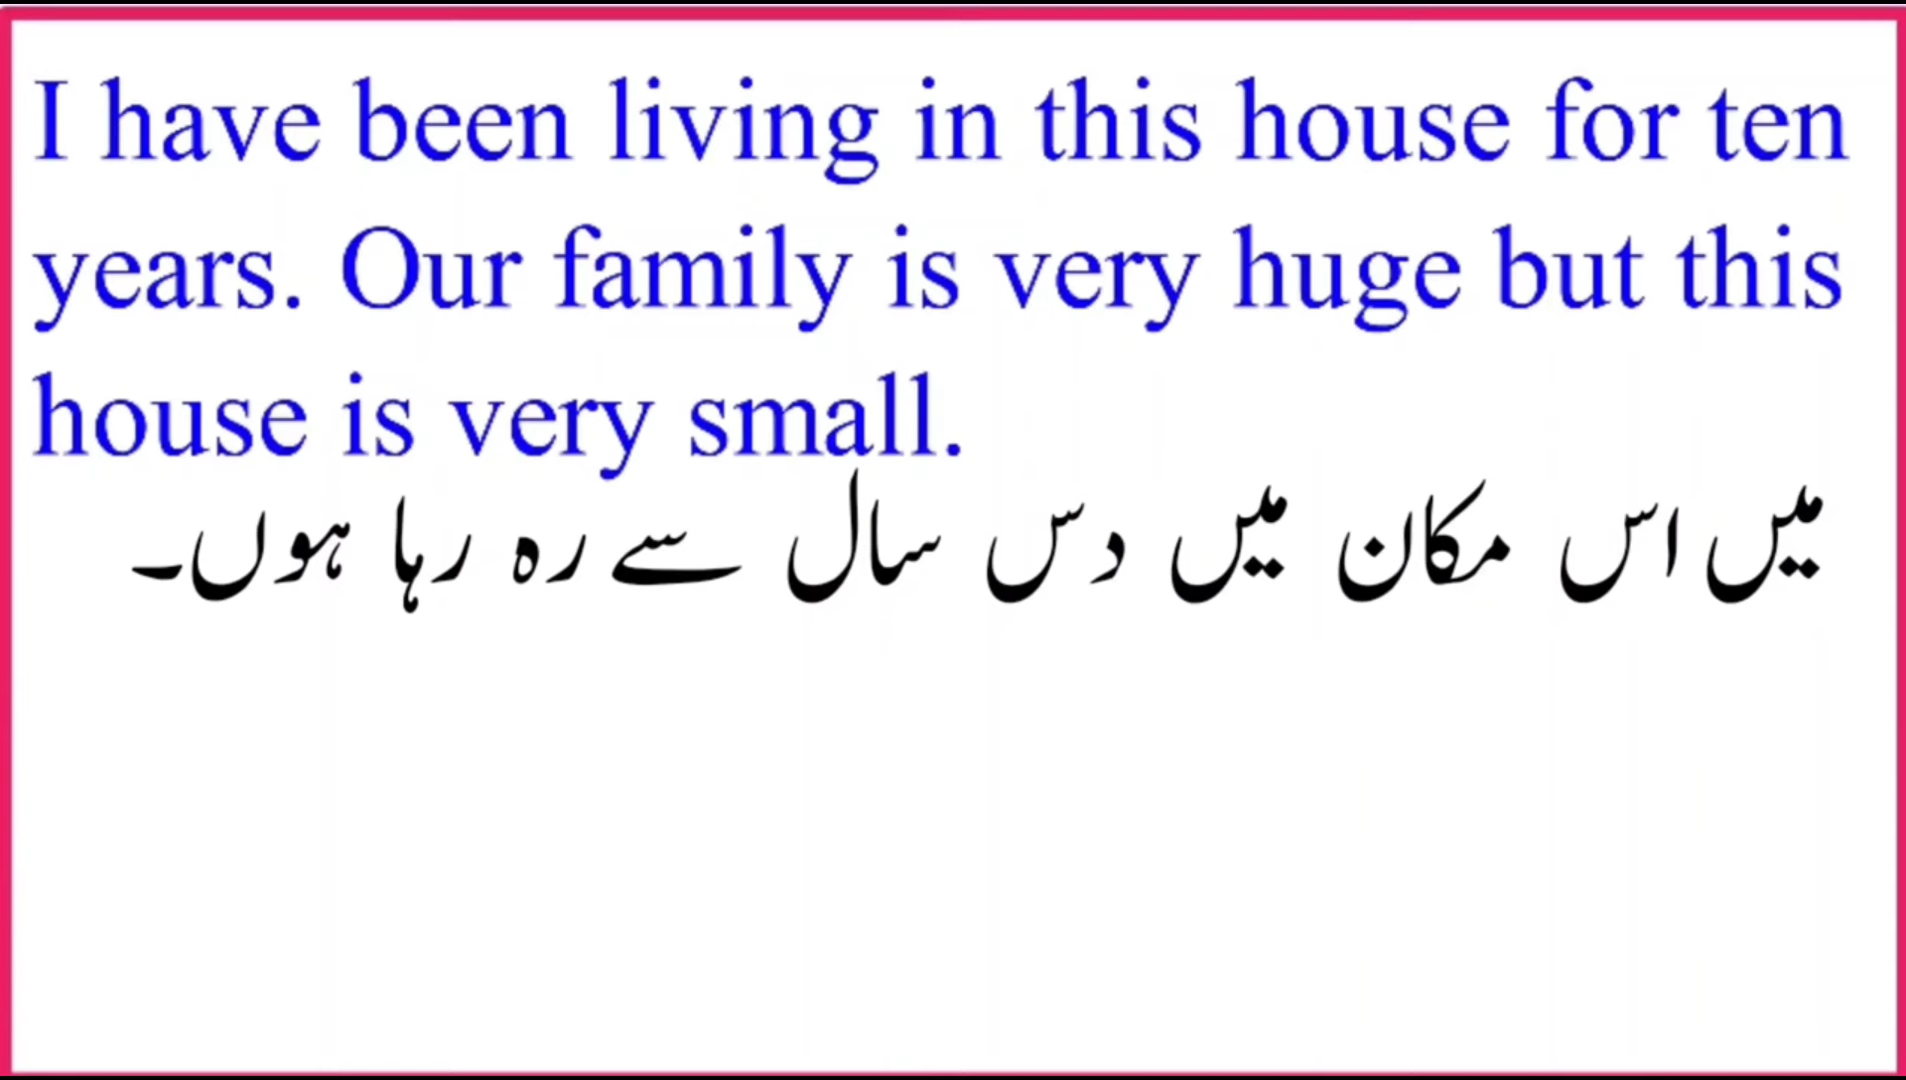 I have been living in this house for ten
years. Our family is very huge but this
house is very small.
میں اس مکان میں دس سال سے رہ رہا ہوں۔